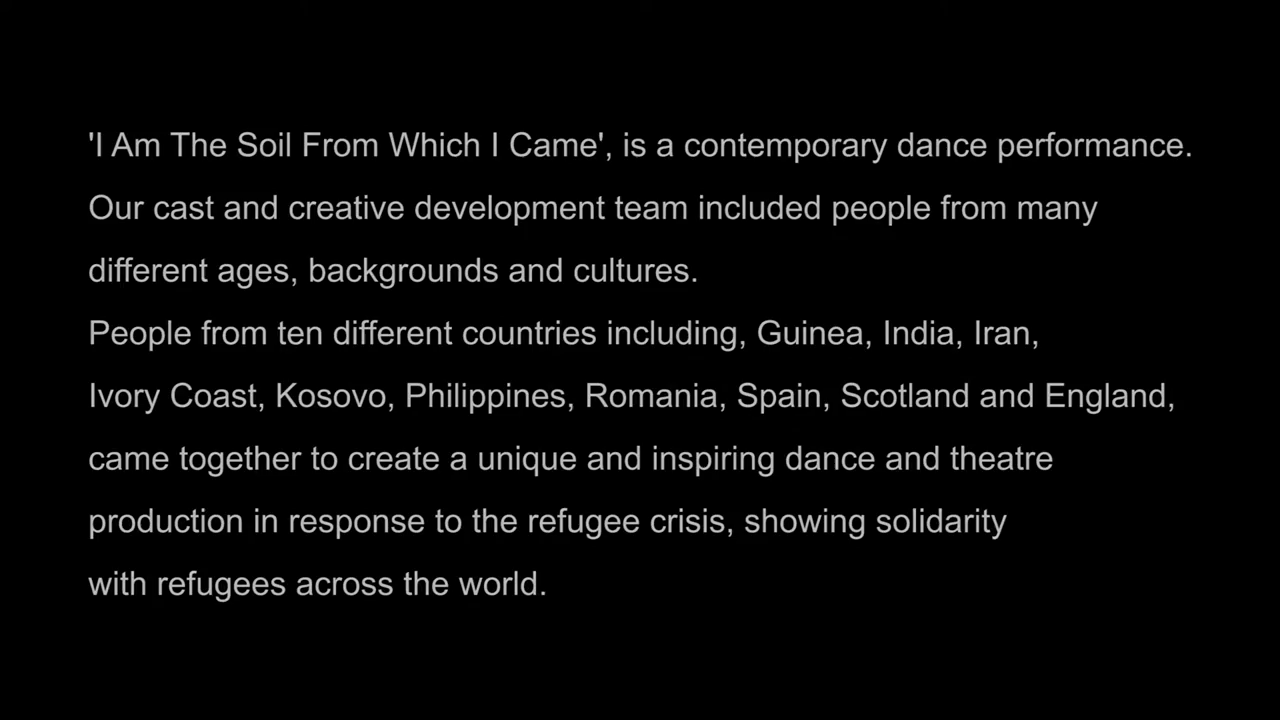 'I Am The Soil From Which I Came', is a contemporary dance performance.
Our cast and creative development team included people from many
different ages, backgrounds and cultures.
People from ten different countries including, Guinea, India, Iran,
Ivory Coast, Kosovo, Philippines, Romania, Spain, Scotland and England,
came together to create a unique and inspiring dance and theatre
production in response to the refugee crisis, showing solidarity
with refugees across the world.